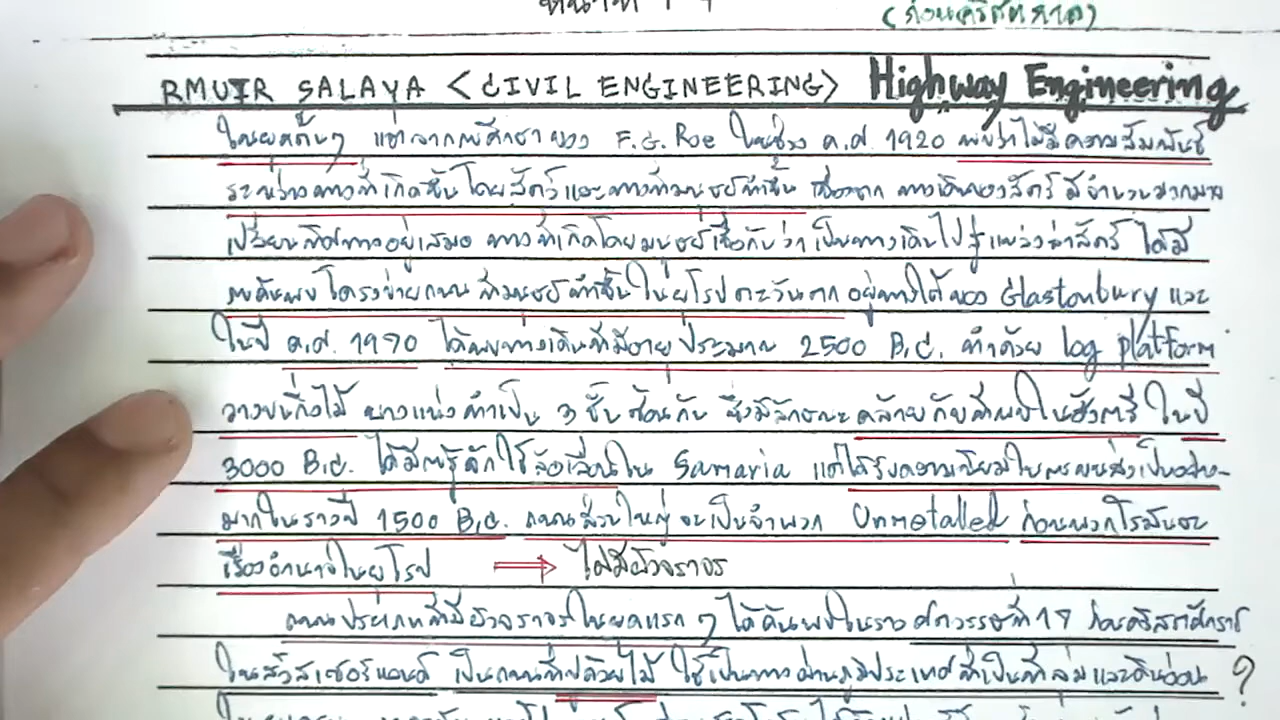 (ก่อนคริสตกาล)
RMUTR SALAYA <CIVIL ENGINEERING> Highway Engineering
ในยุคต้นๆ แต่จากการศึกษาของ F.G. Roe ในช่วง ค.ศ. 1920 พบว่าไม่มีความสัมพันธ์
ระหว่างทางที่เกิดขึ้นโดยสัตว์และทางที่มนุษย์ทำขึ้น เนื่องจาก ทางเดินของสัตว์ มีจำนวนมากมาย
เปลี่ยนทิศทางอยู่เสมอ ทางที่เกิดโดยมนุษย์เชื่อกันว่า เป็นทางเดินไปสู่แหล่งล่าสัตว์ ได้มี
การค้นพบโครงข่ายถนน ที่มนุษย์ทำขึ้น ในยุโรปตะวันตก อยู่ทางใต้ของ Glastonbury และ
ในปี ค.ศ. 1970 ได้พบทางเดินที่มีอายุประมาณ 2500 B.C. ทำด้วย log platform
วางบนกิ่งไม้ บางแห่งทำเป็น 3 ชั้นซ้อนกัน ซึ่งมีลักษณะคล้ายกับที่พบในฮังการี ในปี
3000 B.C. ได้มีการรู้จักใช้ล้อเลื่อนใน Samaria แต่ได้รับความนิยมในการขนส่งเป็นอย่าง-
มากในราวปี 1500 B.C. ถนนส่วนใหญ่จะเป็นจำพวก Unmetalled ก่อนพวกโรมันจะ
เรืองอำนาจในยุโรป ⇒ ไม่มีผิวจราจร
ถนนประเภทที่มีผิวจราจรในยุคแรก ๆ ได้ค้นพบในราวศตวรรษที่ 19 ก่อนคริสตศักราช
ในสวิสเซอร์แลนด์ เป็นถนนที่ปูด้วยไม้ ใช้เป็นทางผ่านภูมิประเทศที่เป็นที่ลุ่มและดินอ่อน ?